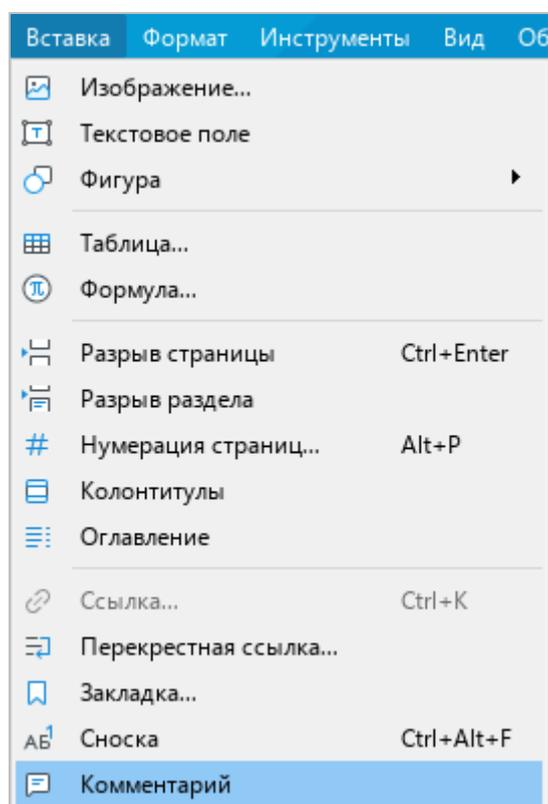 Вставка Формат Инструменты Вид Об
Изображение...
Текстовое поле
Фигура
Таблица...
Формула...
Разрыв страницы Ctrl+Enter
Разрыв раздела
Нумерация страниц... Alt+P
Колонтитулы
Оглавление
Ссылка... Ctrl+K
Перекрестная ссылка...
Закладка...
Сноска Ctrl+Alt+F
Комментарий